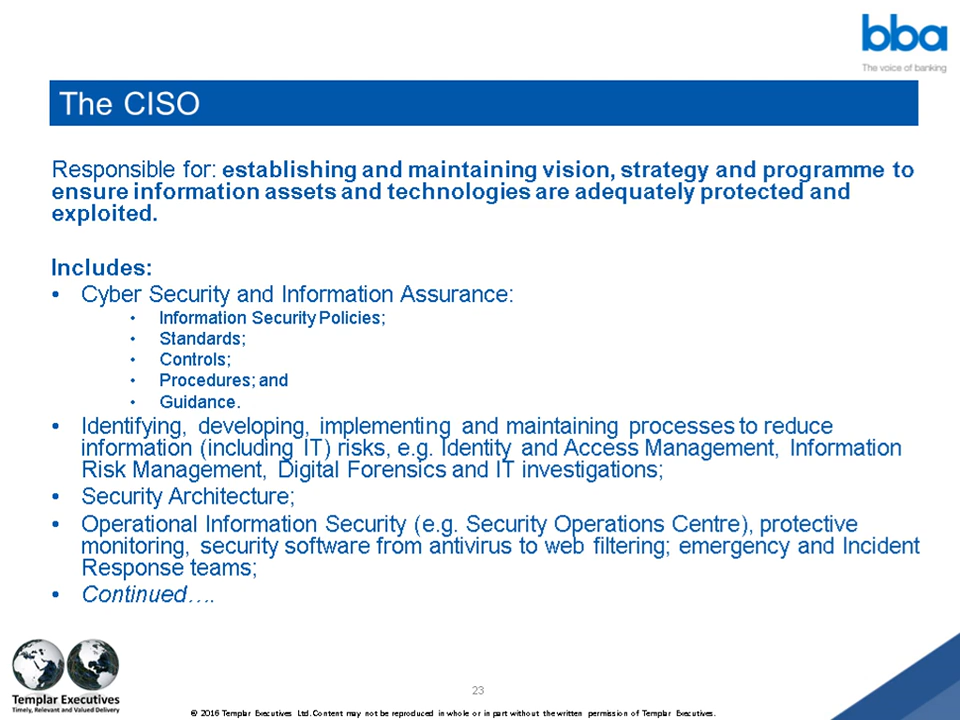 bba
The voice of banking
The CISO
Responsible for: establishing and maintaining vision, strategy and programme to
ensure information assets and technologies are adequately protected and
exploited.
Includes:
• Cyber Security and Information Assurance:
• Information Security Policies;
• Standards;
• Controls;
• Procedures; and
• Guidance.
• Identifying, developing, implementing and maintaining processes to reduce
information (including IT) risks, e.g. Identity and Access Management, Information
Risk Management, Digital Forensics and IT investigations;
• Security Architecture;
• Operational Information Security (e.g. Security Operations Centre), protective
monitoring, security software from antivirus to web filtering; emergency and Incident
Response teams;
• Continued….
Templar Executives
Timely, Relevant and Valued Delivery
23
© 2016 Templar Executives Ltd. Content may not be reproduced in whole or in part without the written permission of Templar Executives.